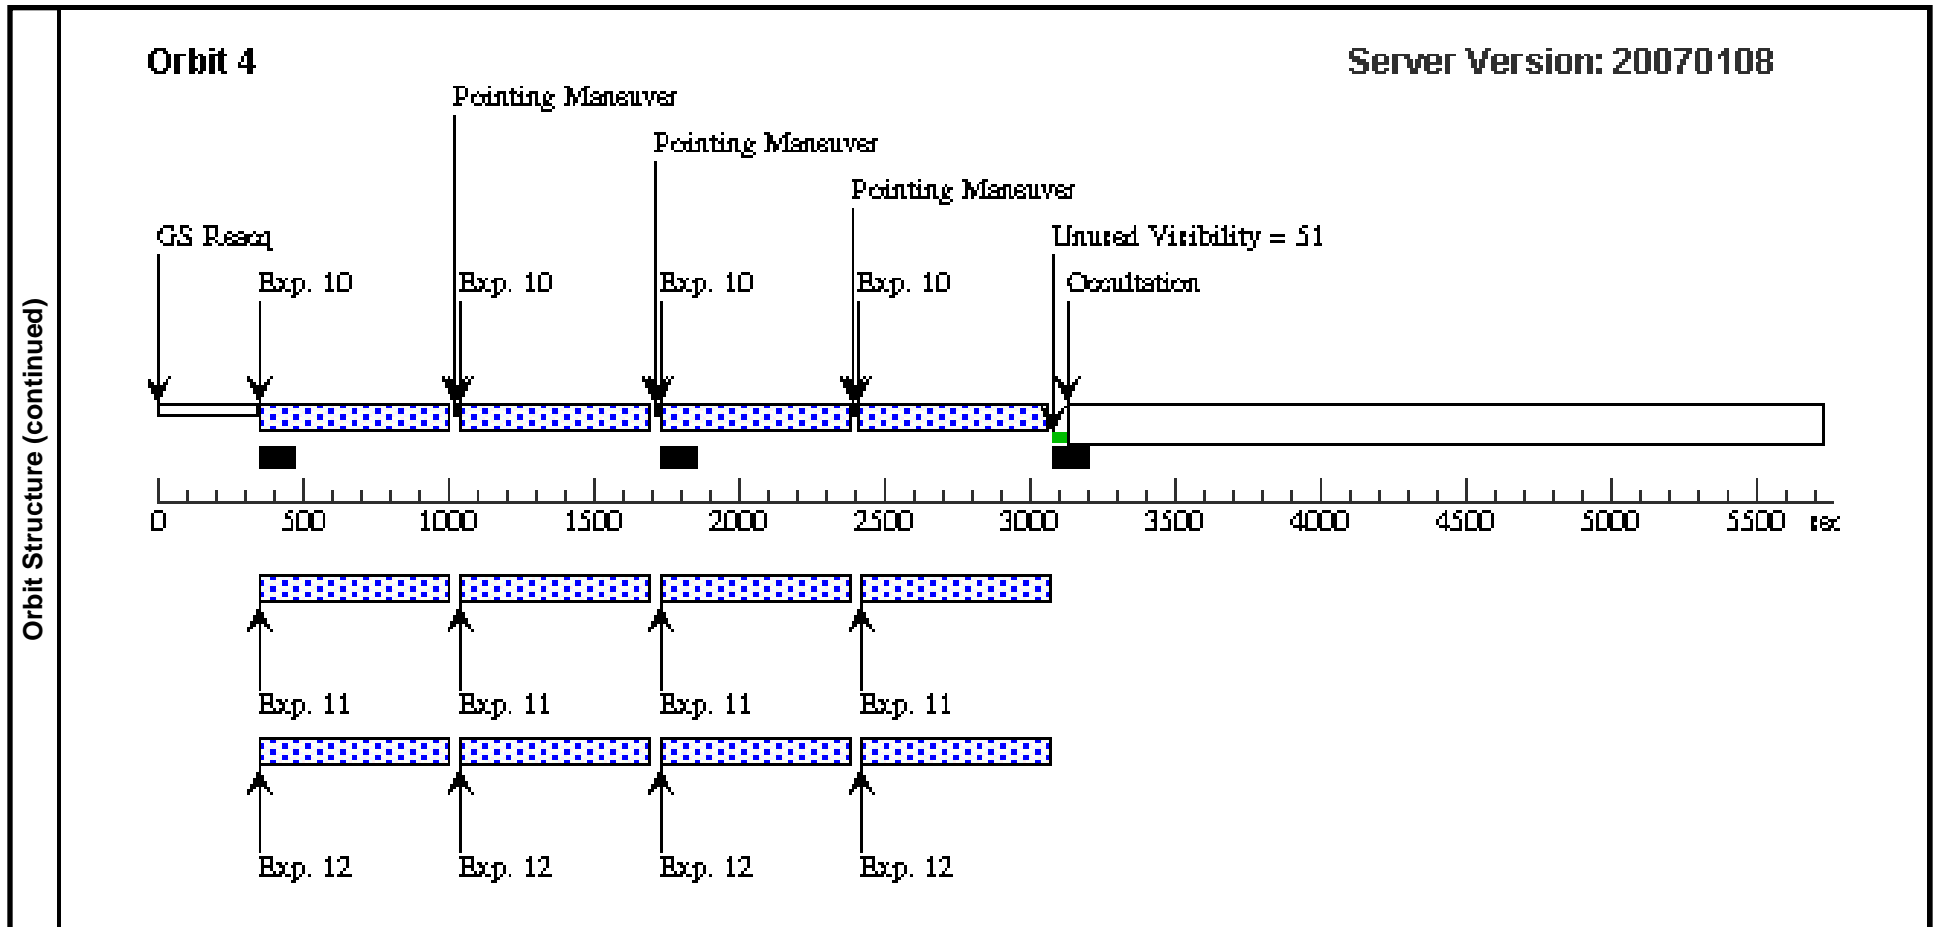 Orbit 4
Server Version: 20070108
Pointing Maneuver
Pointing Maneuver
Pointing Maneuver
GS Reacq
Unused Visibility = 51
Exp. 10
Exp. 10
Exp. 10
Exp. 10
Occultation
0 500 1000 1500 2000 2500 3000 3500 4000 4500 5000 5500 sec
Exp. 11
Exp. 11
Exp. 11
Exp. 11
Exp. 12
Exp. 12
Exp. 12
Exp. 12
Orbit Structure (continued)